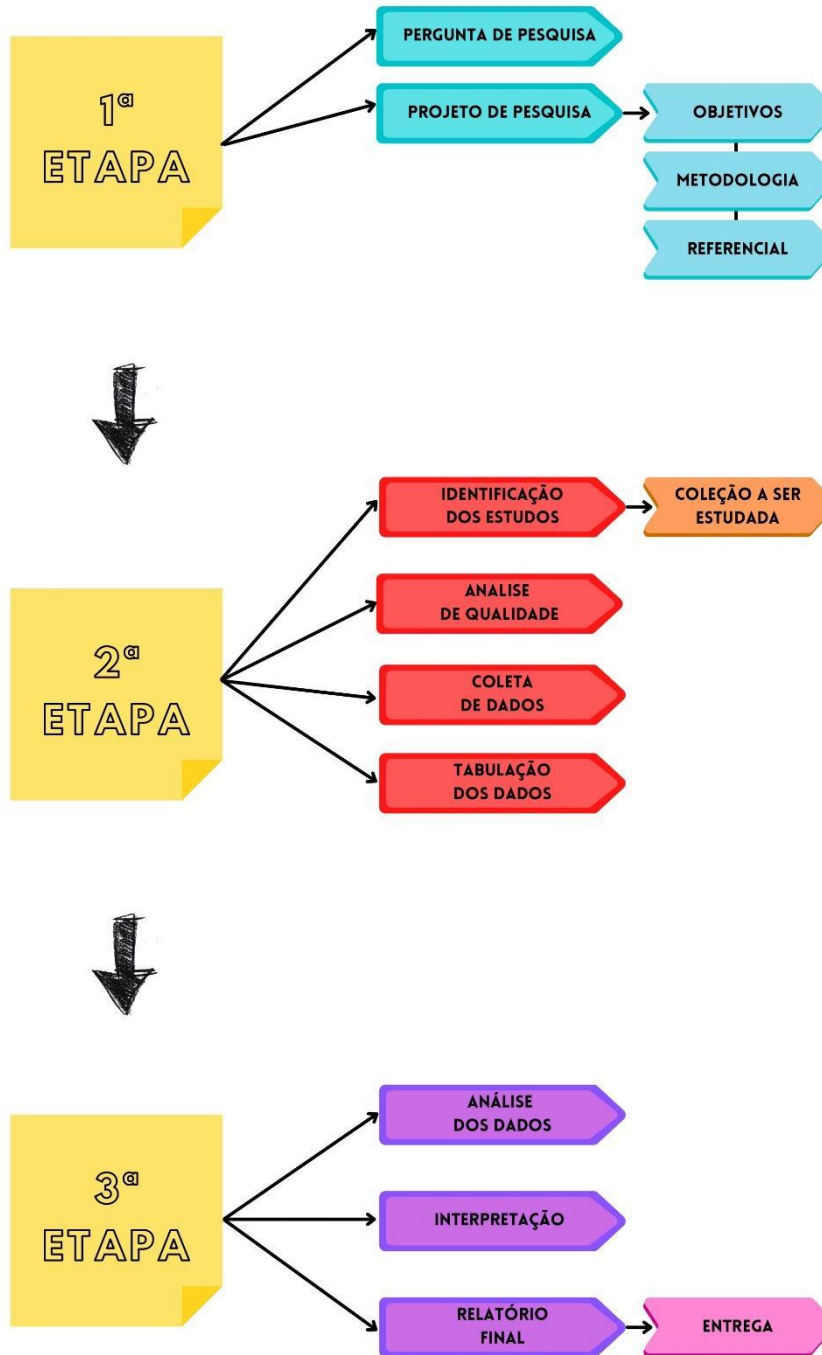 1ª
ETAPA
PERGUNTA DE PESQUISA
PROJETO DE PESQUISA
OBJETIVOS
METODOLOGIA
REFERENCIAL
2ª
ETAPA
IDENTIFICAÇÃO
DOS ESTUDOS
COLEÇÃO A SER
ESTUDADA
ANALISE
DE QUALIDADE
COLETA
DE DADOS
TABULAÇÃO
DOS DADOS
3ª
ETAPA
ANÁLISE
DOS DADOS
INTERPRETAÇÃO
RELATÓRIO
FINAL
ENTREGA